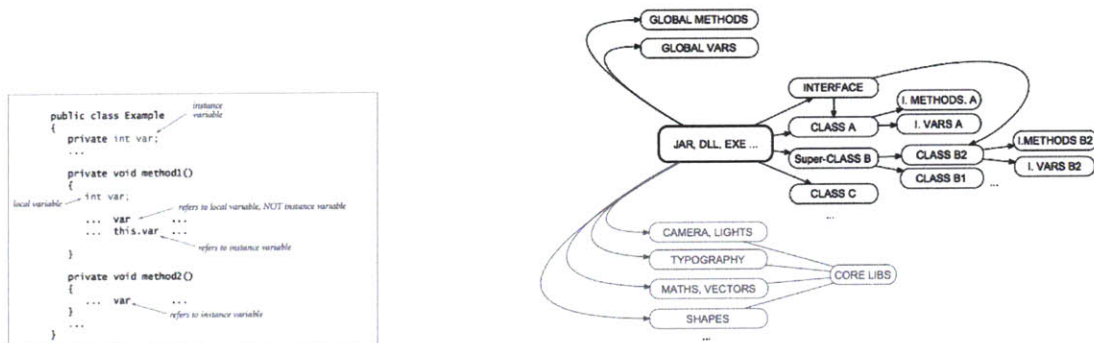 instance
variable
public class Example
{
private int var;
...
private void method1()
{
local variable
int var;
refers to local variable, NOT instance variable
... var ...
... this.var ...
refers to instance variable
}
private void method2()
{
... var ...
}
refers to instance variable
...
}
GLOBAL METHODS
GLOBAL VARS
INTERFACE
I. METHODS. A
CLASS A
I. VARS A
JAR, DLL, EXE ...
I.METHODS B2
Super-CLASS B
CLASS B2
I. VARS B2
CLASS B1
...
CLASS C
...
CAMERA, LIGHTS
TYPOGRAPHY
CORE LIBS
MATHS, VECTORS
SHAPES
...